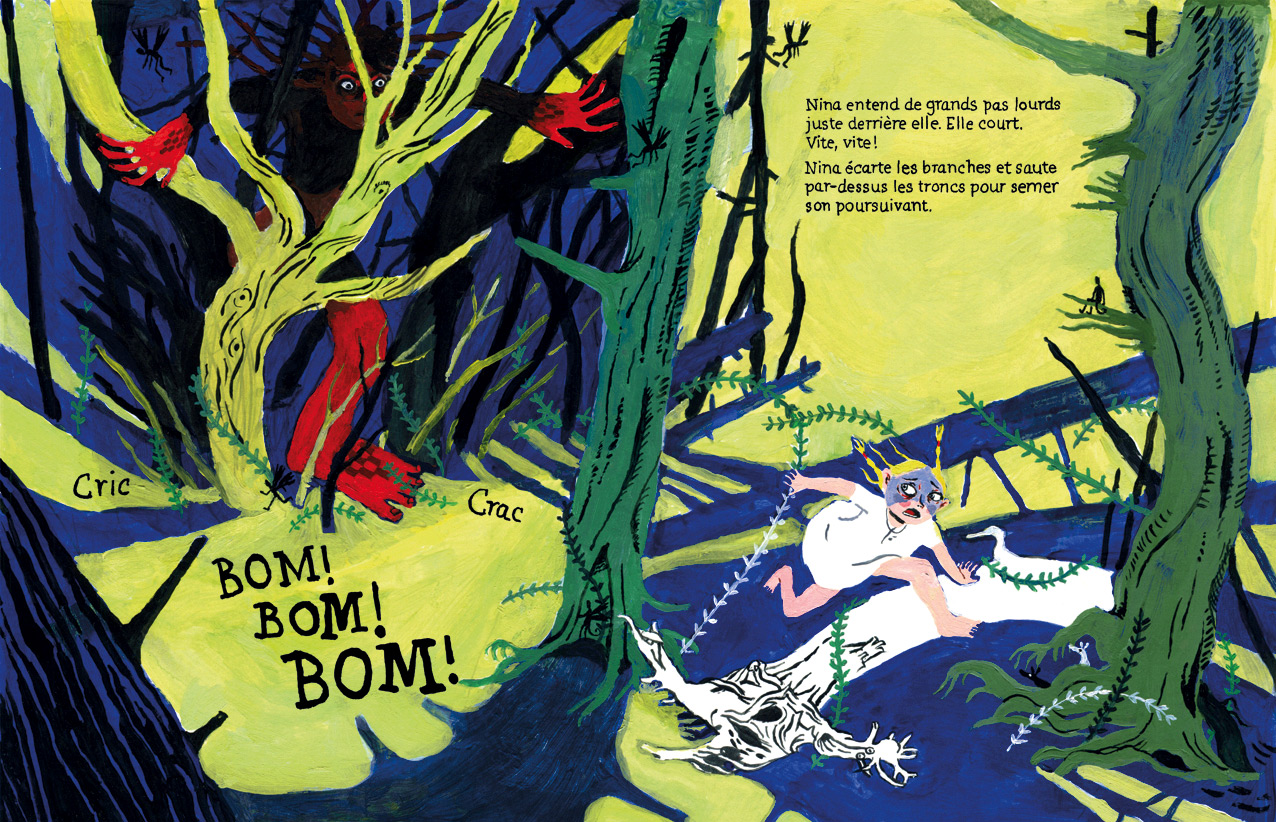 Nina entend de grands pas lourds
juste derrière elle. Elle court.
Vite, vite !
Nina écarte les branches et saute
par-dessus les troncs pour semer
son poursuivant.
Cric
Crac
BOM!
BOM!
BOM!